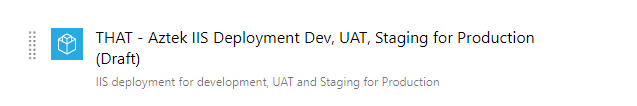 THAT - Aztek IIS Deployment Dev, UAT, Staging for Production
(Draft)
IIS deployment for development, UAT and Staging for Production